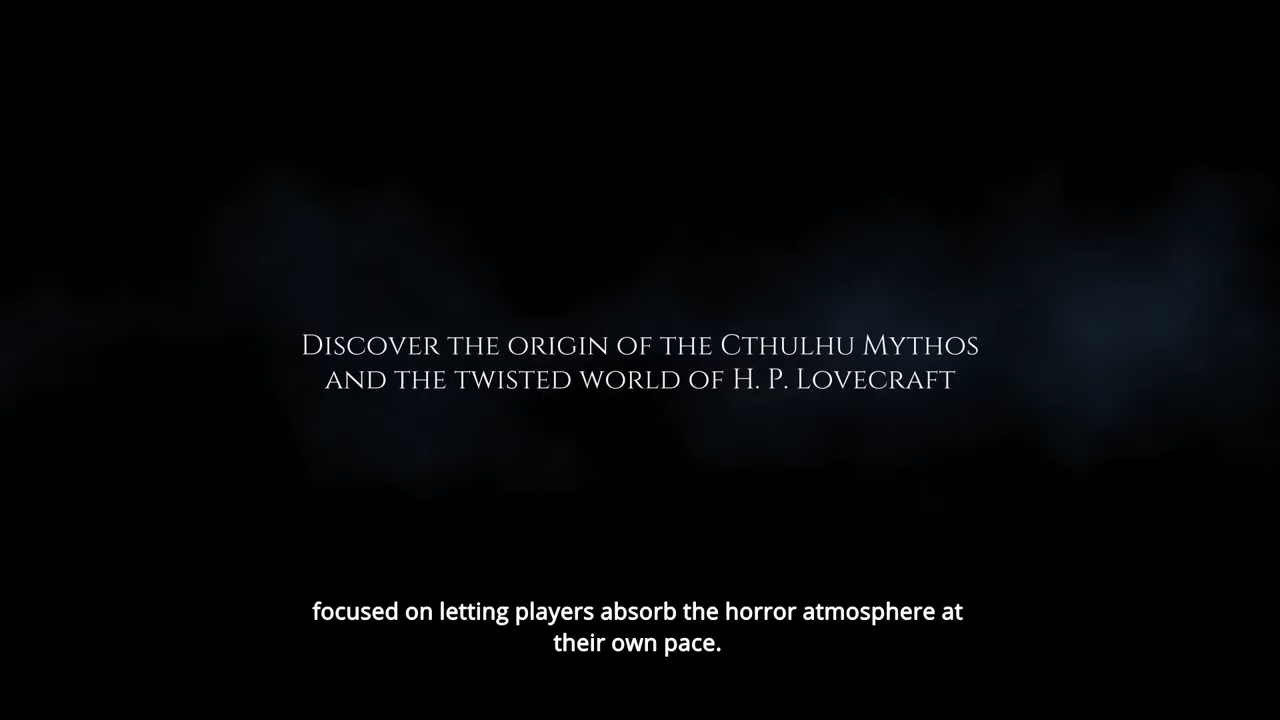 Discover the origin of the Cthulhu Mythos
and the twisted world of H. P. Lovecraft
focused on letting players absorb the horror atmosphere at
their own pace.